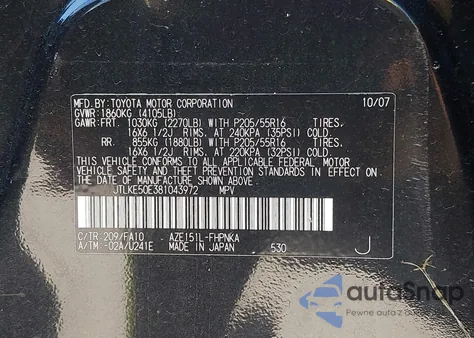 MFD.BY:TOYOTA MOTOR CORPORATION 10/07
GVWR:1860KG (4105LB)
GAWR:FRT. 1030KG (2270LB) WITH P205/55R16 TIRES,
16X6 1/2J RIMS, AT 240KPA (35PSI) COLD.
RR. 855KG (1880LB) WITH P205/55R16 TIRES,
16X6 1/2J RIMS, AT 220KPA (32PSI) COLD.
THIS VEHICLE CONFORMS TO ALL APPLICABLE FEDERAL MOTOR
VEHICLE SAFETY AND THEFT PREVENTION STANDARDS IN
EFFECT ON THE DATE OF MANUFACTURE SHOWN ABOVE.
JTLKE50E381043972 MPV
C/TR:209/FA10 AZE151L-FHPNKA
A/TM:-02A/U241E MADE IN JAPAN 530 J
autoSnap
Pewne auto z USA